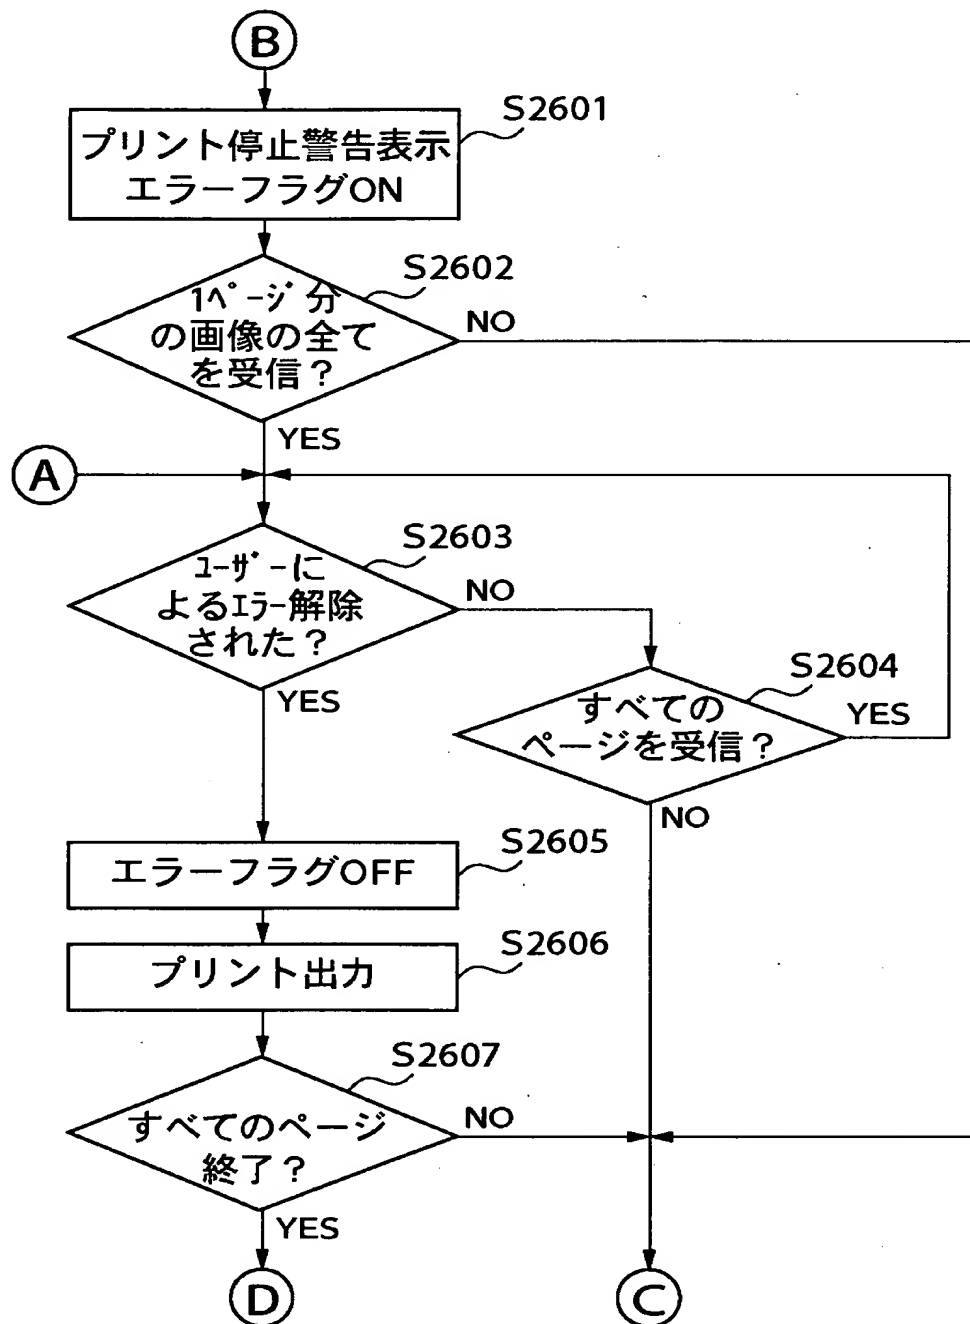 B
S2601
プリント停止警告表示
エラーフラグON
S2602
1ページ分
の画像の全て
を受信？
NO
YES
A
S2603
ユーザーに
よるエラー解除
された？
NO
YES
S2604
すべての
ページを受信？
YES
NO
S2605
エラーフラグOFF
S2606
プリント出力
S2607
すべてのページ
終了？
NO
YES
D
C